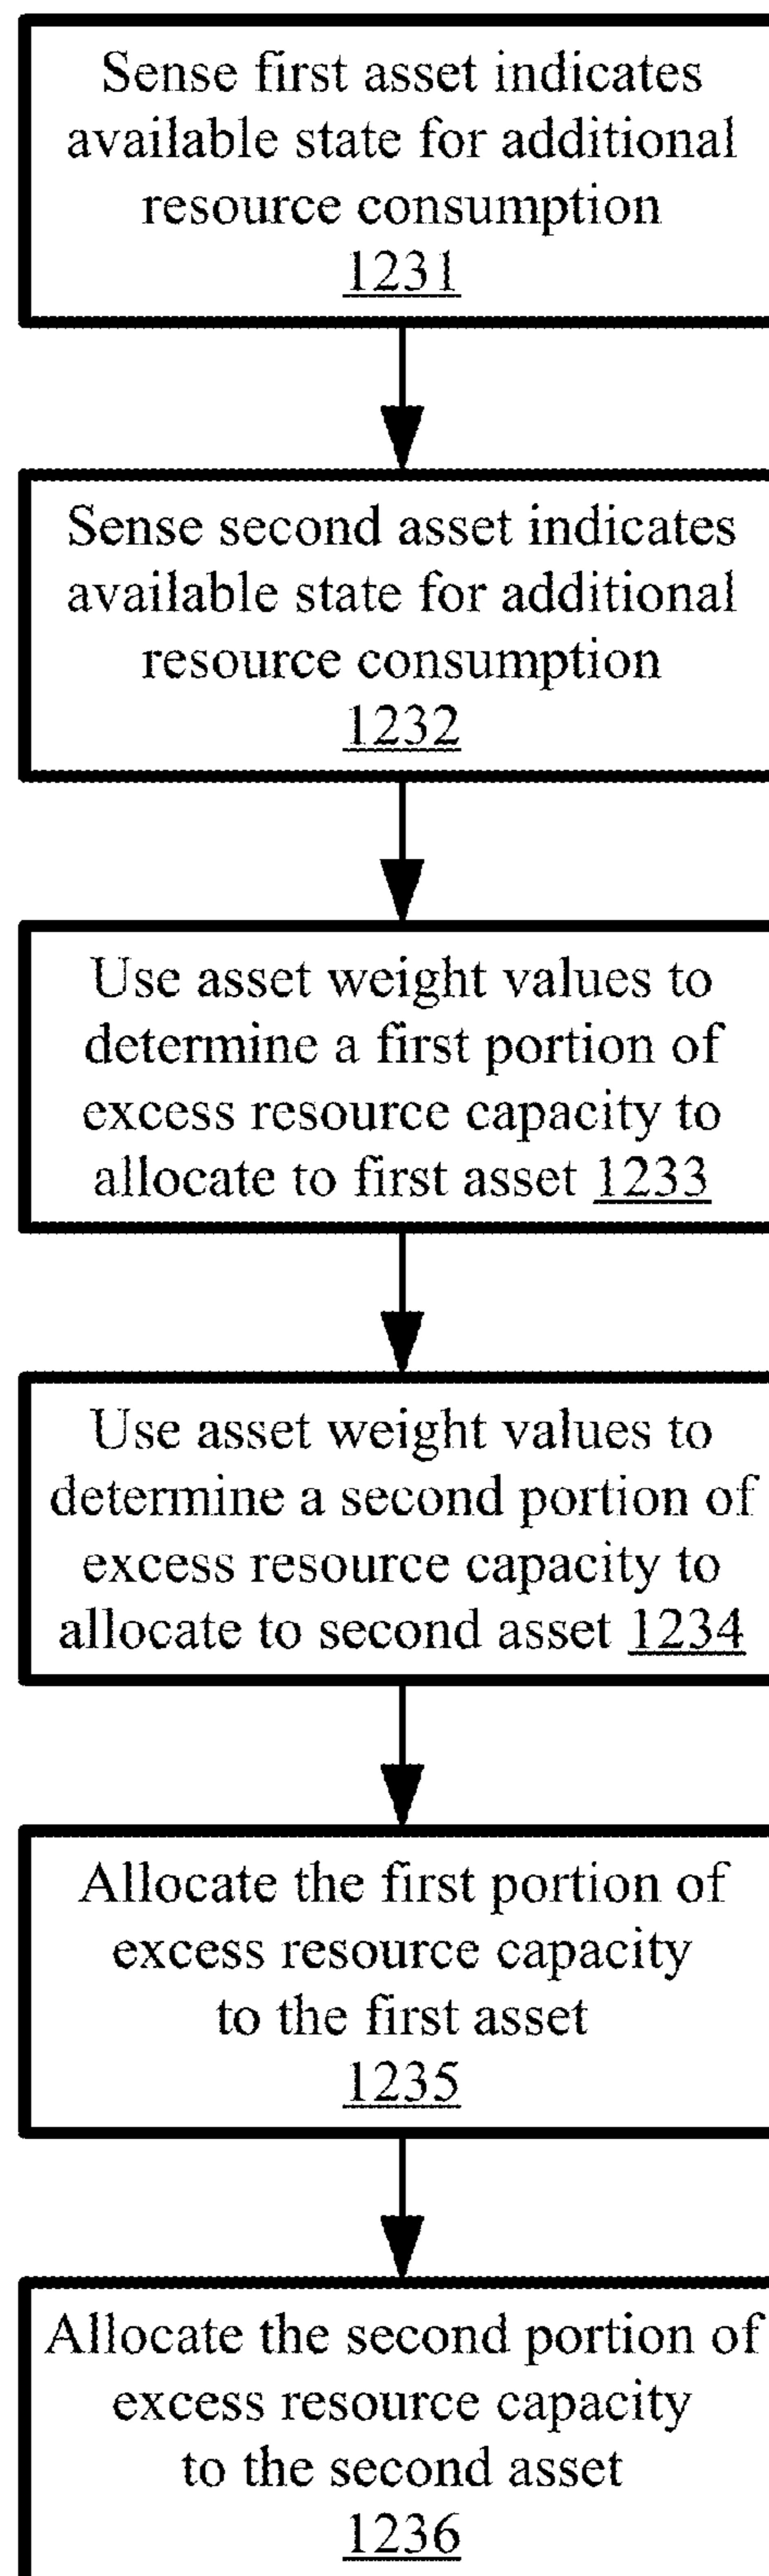 Sense first asset indicates
available state for additional
resource consumption
1231
Sense second asset indicates
available state for additional
resource consumption
1232
Use asset weight values to
determine a first portion of
excess resource capacity to
allocate to first asset 1233
Use asset weight values to
determine a second portion of
excess resource capacity to
allocate to second asset 1234
Allocate the first portion of
excess resource capacity
to the first asset
1235
Allocate the second portion of
excess resource capacity
to the second asset
1236